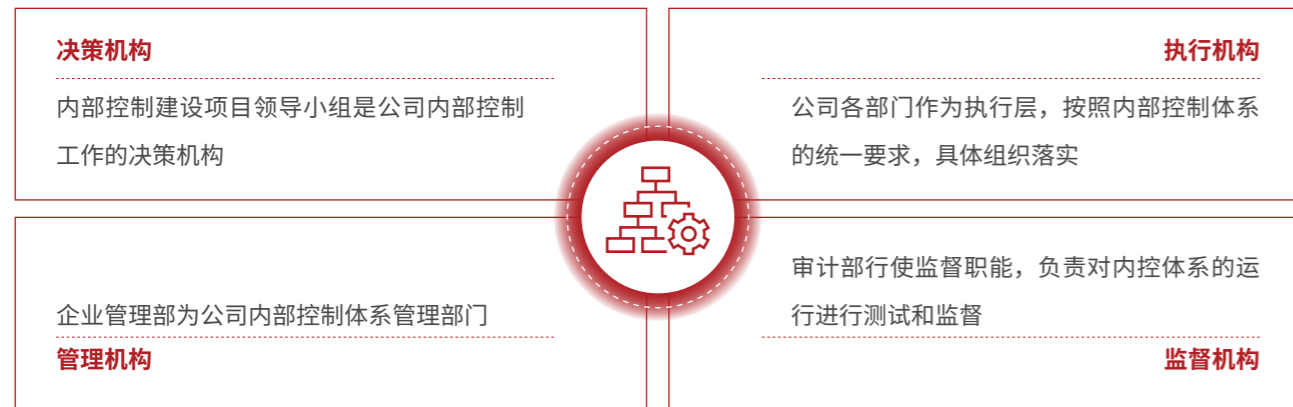 决策机构
内部控制建设项目领导小组是公司内部控制
工作的决策机构
执行机构
公司各部门作为执行层，按照内部控制体系
的统一要求，具体组织落实
企业管理部为公司内部控制体系管理部门
管理机构
审计部行使监督职能，负责对内控体系的运
行进行测试和监督
监督机构